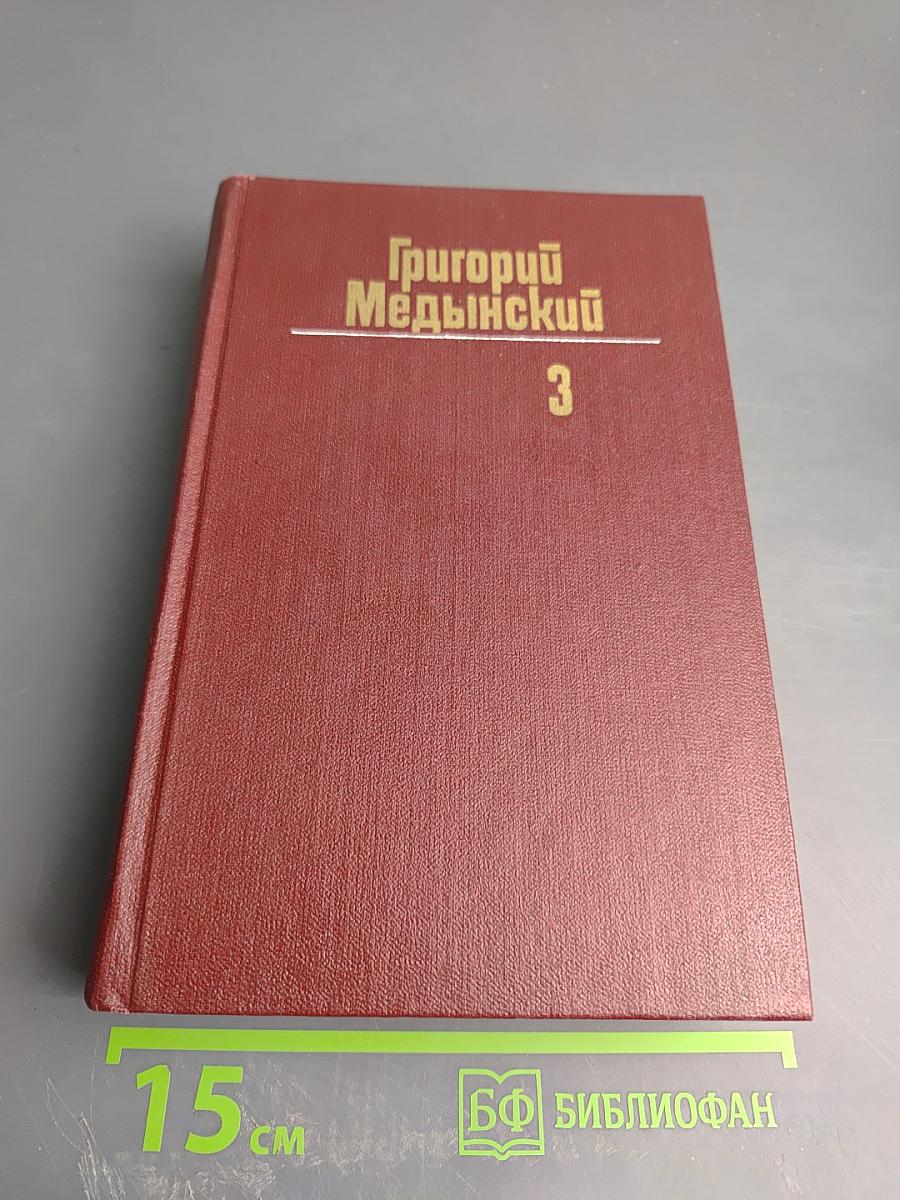 Григорий
Медынский
3
15 см
БФ БИБЛИОФАН